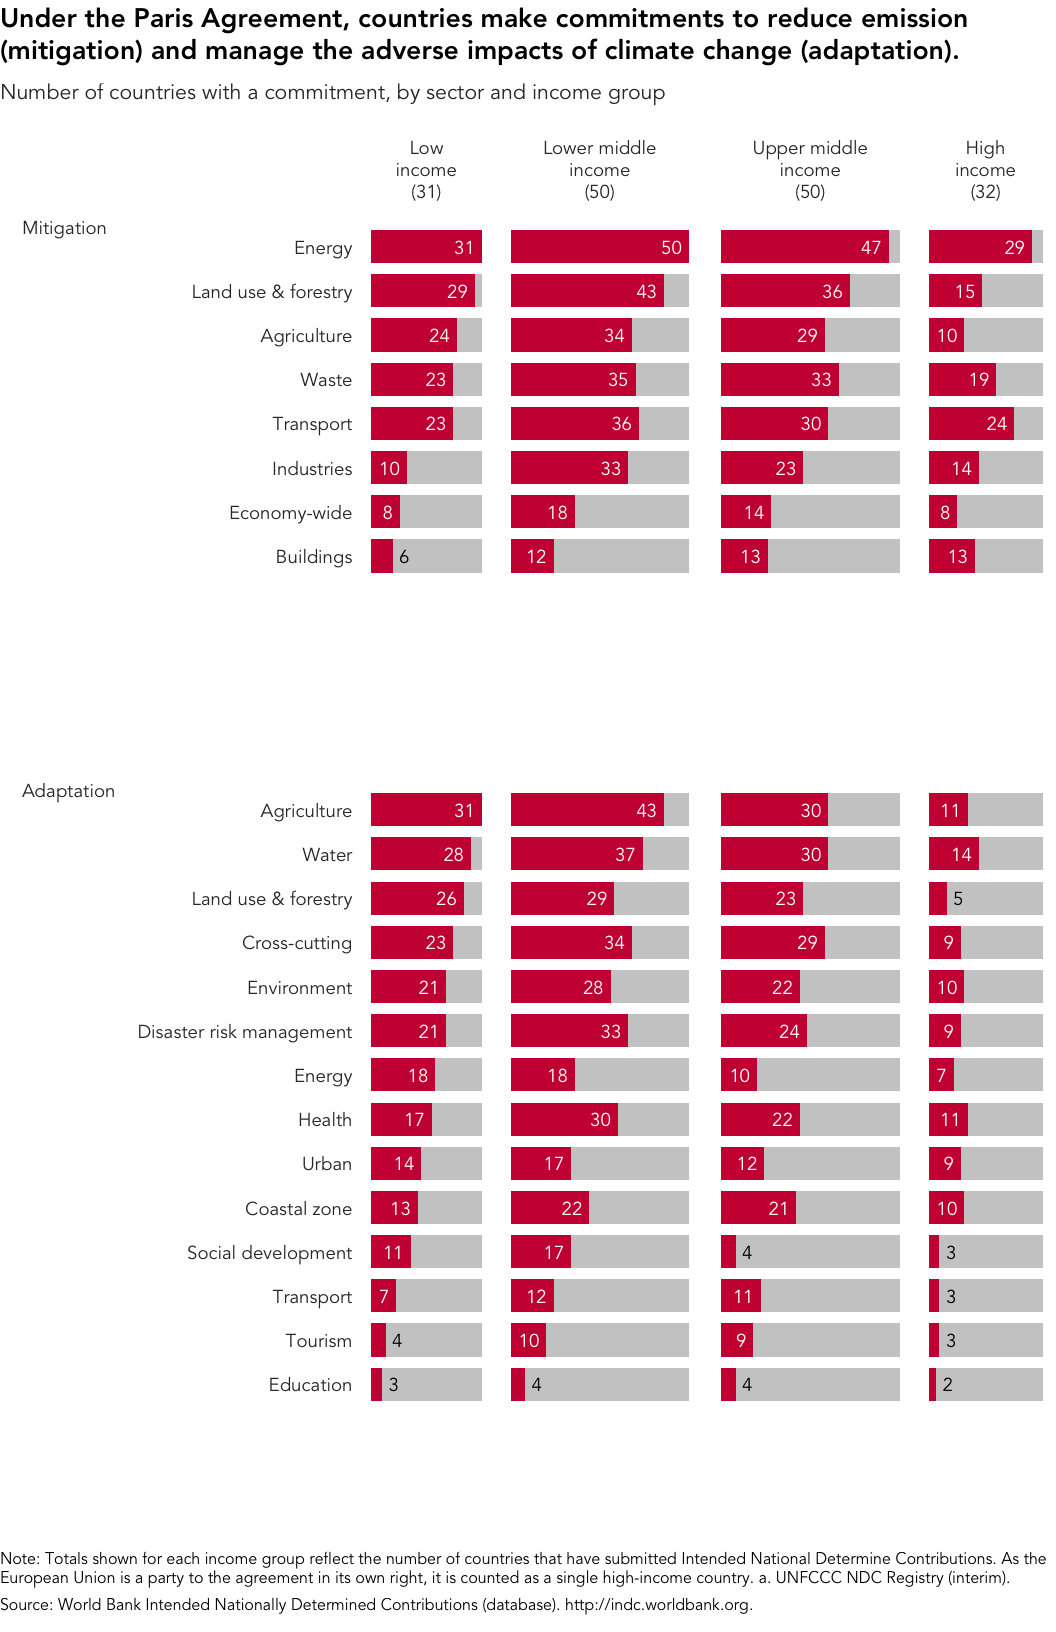 Under the Paris Agreement, countries make commitments to reduce emission
(mitigation) and manage the adverse impacts of climate change (adaptation).
Number of countries with a commitment, by sector and income group
Low income (31) Lower middle income (50) Upper middle income (50) High income (32)
Mitigation
Energy 31 50 47 29
Land use & forestry 29 43 36 15
Agriculture 24 34 29 10
Waste 23 35 33 19
Transport 23 36 30 24
Industries 10 33 23 14
Economy-wide 8 18 14 8
Buildings 6 12 13 13
Adaptation
Agriculture 31 43 30 11
Water 28 37 30 14
Land use & forestry 26 29 23 5
Cross-cutting 23 34 29 9
Environment 21 28 22 10
Disaster risk management 21 33 24 9
Energy 18 18 10 7
Health 17 30 22 11
Urban 14 17 12 9
Coastal zone 13 22 21 10
Social development 11 17 4 3
Transport 7 12 11 3
Tourism 4 10 9 3
Education 3 4 4 2
Note: Totals shown for each income group reflect the number of countries that have submitted Intended National Determine Contributions. As the
European Union is a party to the agreement in its own right, it is counted as a single high-income country. a. UNFCCC NDC Registry (interim).
Source: World Bank Intended Nationally Determined Contributions (database). http://indc.worldbank.org.